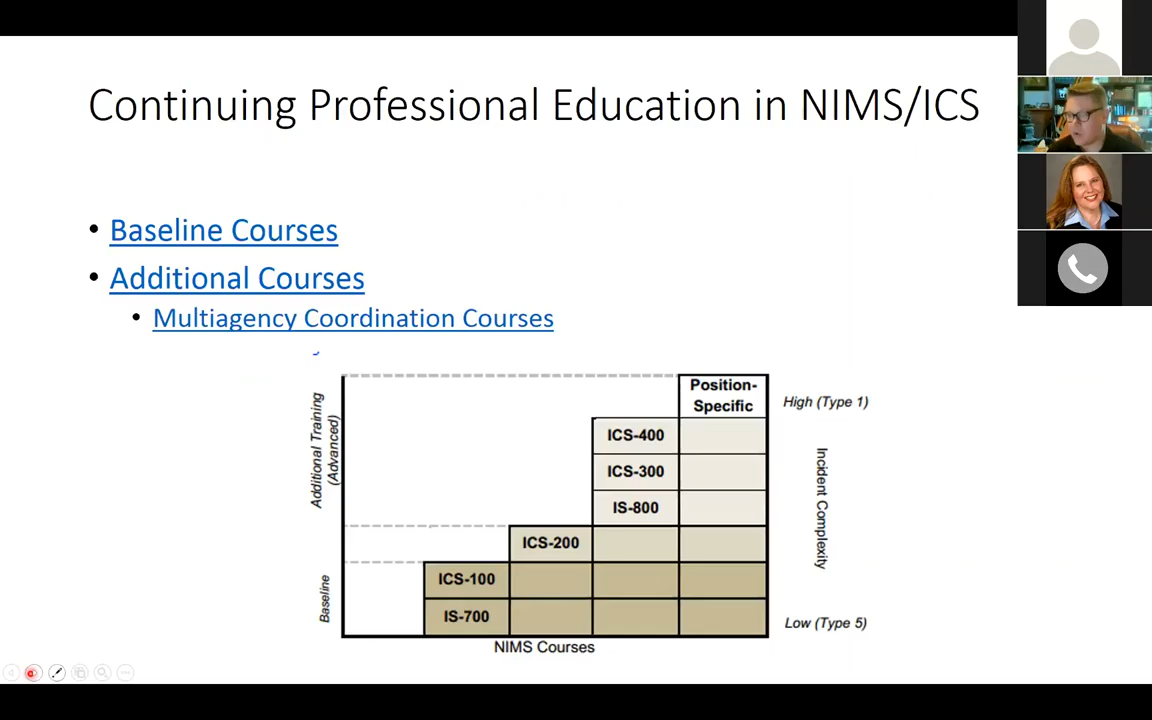 Continuing Professional Education in NIMS/ICS
• Baseline Courses
• Additional Courses
• Multiagency Coordination Courses
Additional Training
(Advanced)
Baseline
Position-
Specific
ICS-400
ICS-300
IS-800
ICS-200
ICS-100
IS-700
NIMS Courses
High (Type 1)
Incident Complexity
Low (Type 5)